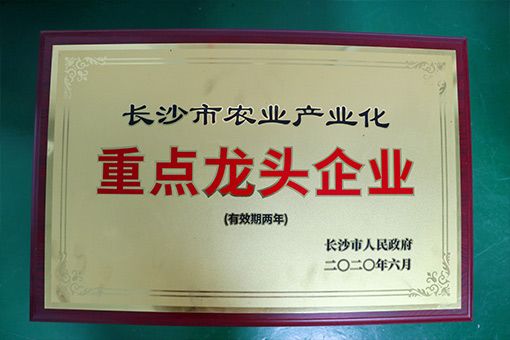 长沙市农业产业化
重点龙头企业
(有效期两年)
长沙市人民政府
二〇二〇年六月